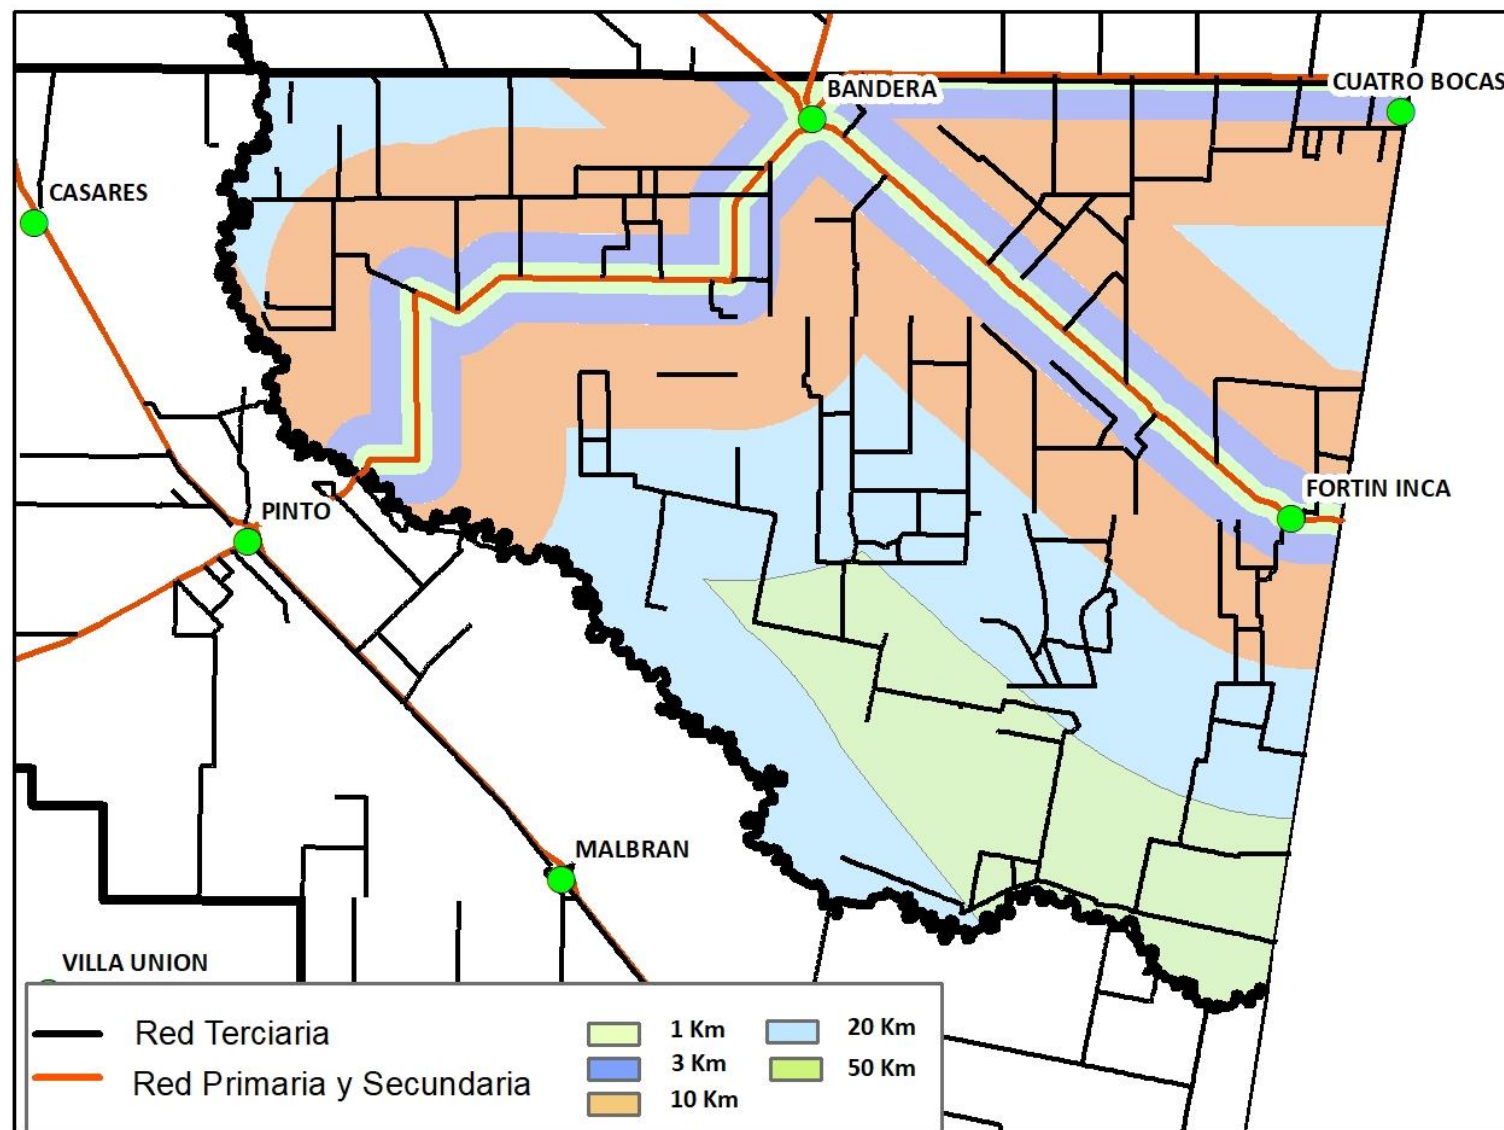 BANDERA
CUATRO BOCAS
CASARES
FORTIN INCA
PINTO
MALBRAN
VILLA UNION
Red Terciaria
Red Primaria y Secundaria
1 Km
3 Km
10 Km
20 Km
50 Km